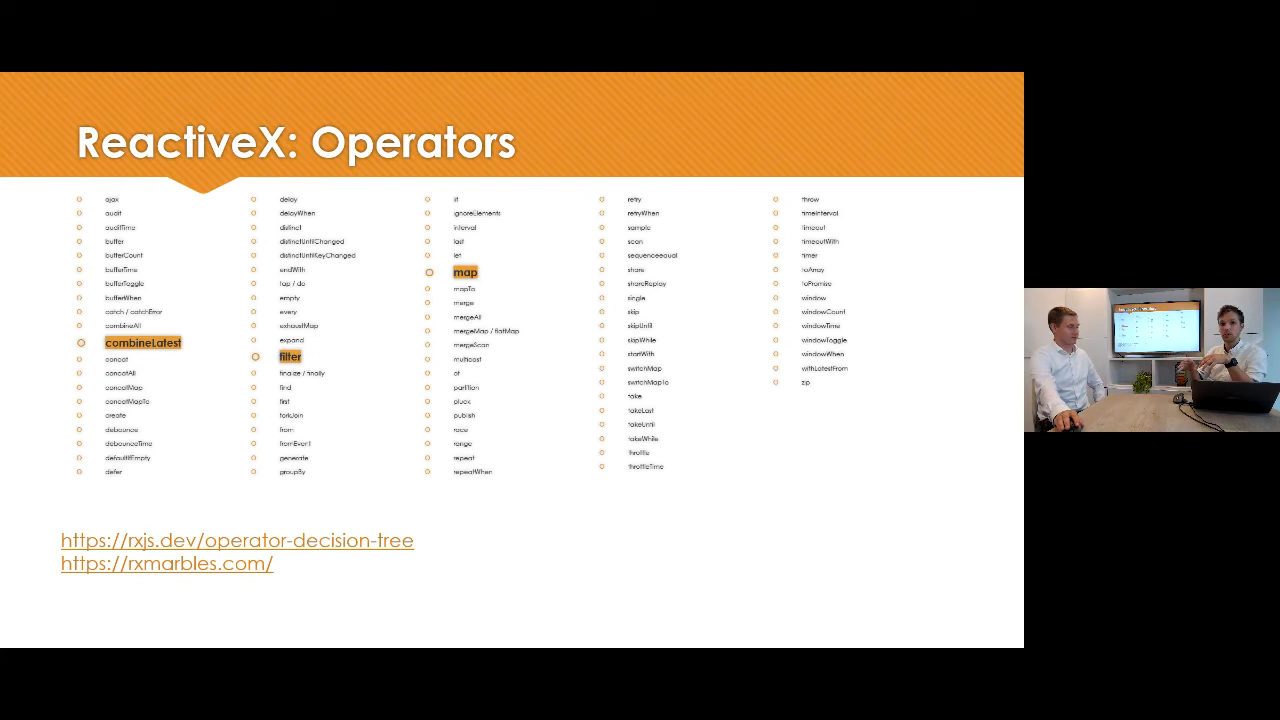 ReactiveX: Operators
ajax
audit
auditTime
buffer
bufferCount
bufferTime
bufferToggle
bufferWhen
catch / catchError
combineAll
combineLatest
concat
concatAll
concatMap
concatMapTo
create
debounce
debounceTime
defaultIfEmpty
defer
delay
delayWhen
distinct
distinctUntilChanged
distinctUntilKeyChanged
endWith
tap / do
empty
every
exhaustMap
expand
filter
finalize / finally
find
first
forkJoin
from
fromEvent
generate
groupBy
iif
ignoreElements
interval
last
let
map
mapTo
merge
mergeAll
mergeMap / flatMap
mergeScan
multicast
of
partition
pluck
publish
race
range
repeat
repeatWhen
retry
retryWhen
sample
scan
sequenceequal
share
shareReplay
single
skip
skipUntil
skipWhile
startWith
switchMap
switchMapTo
take
takeLast
takeUntil
takeWhile
throttle
throttleTime
throw
timeInterval
timeout
timeoutWith
timer
toArray
toPromise
window
windowCount
windowTime
windowToggle
windowWhen
withLatestFrom
zip
https://rxjs.dev/operator-decision-tree
https://rxmarbles.com/